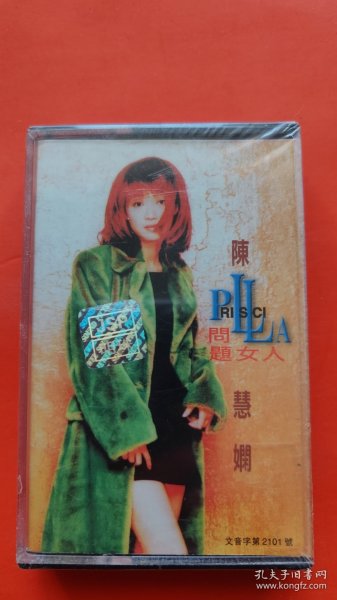 陳
PRISCILLA
問
題女人
慧
嫻
文音字第2101號
孔夫子旧书网
www.kongfz.com